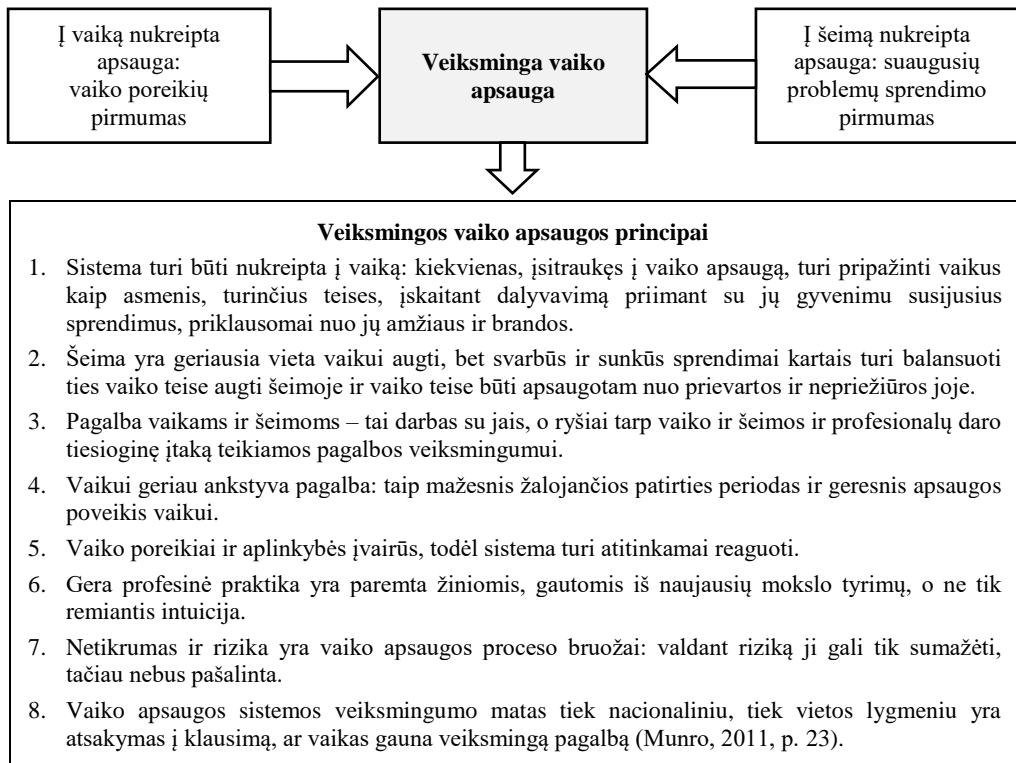 Į vaiką nukreipta
apsauga:
vaiko poreikių
pirmumas
Veiksminga vaiko
apsauga
Į šeimą nukreipta
apsauga: suaugusių
problemų sprendimo
pirmumas
Veiksmingos vaiko apsaugos principai
1. Sistema turi būti nukreipta į vaiką: kiekvienas, įsitraukęs į vaiko apsaugą, turi pripažinti vaikus
kaip asmenis, turinčius teises, įskaitant dalyvavimą priimant su jų gyvenimu susijusius
sprendimus, priklausomai nuo jų amžiaus ir brandos.
2. Šeima yra geriausia vieta vaikui augti, bet svarbūs ir sunkūs sprendimai kartais turi balansuoti
ties vaiko teise augti šeimoje ir vaiko teise būti apsaugotam nuo prievartos ir nepriežiūros joje.
3. Pagalba vaikams ir šeimoms – tai darbas su jais, o ryšiai tarp vaiko ir šeimos ir profesionalų daro
tiesioginę įtaką teikiamos pagalbos veiksmingumui.
4. Vaikui geriau ankstyva pagalba: taip mažesnis žalojančios patirties periodas ir geresnis apsaugos
poveikis vaikui.
5. Vaiko poreikiai ir aplinkybės įvairūs, todėl sistema turi atitinkamai reaguoti.
6. Gera profesinė praktika yra paremta žiniomis, gautomis iš naujausių mokslo tyrimų, o ne tik
remiantis intuicija.
7. Netikrumas ir rizika yra vaiko apsaugos proceso bruožai: valdant riziką ji gali tik sumažėti,
tačiau nebus pašalinta.
8. Vaiko apsaugos sistemos veiksmingumo matas tiek nacionaliniu, tiek vietos lygmeniu yra
atsakymas į klausimą, ar vaikas gauna veiksmingą pagalbą (Munro, 2011, p. 23).